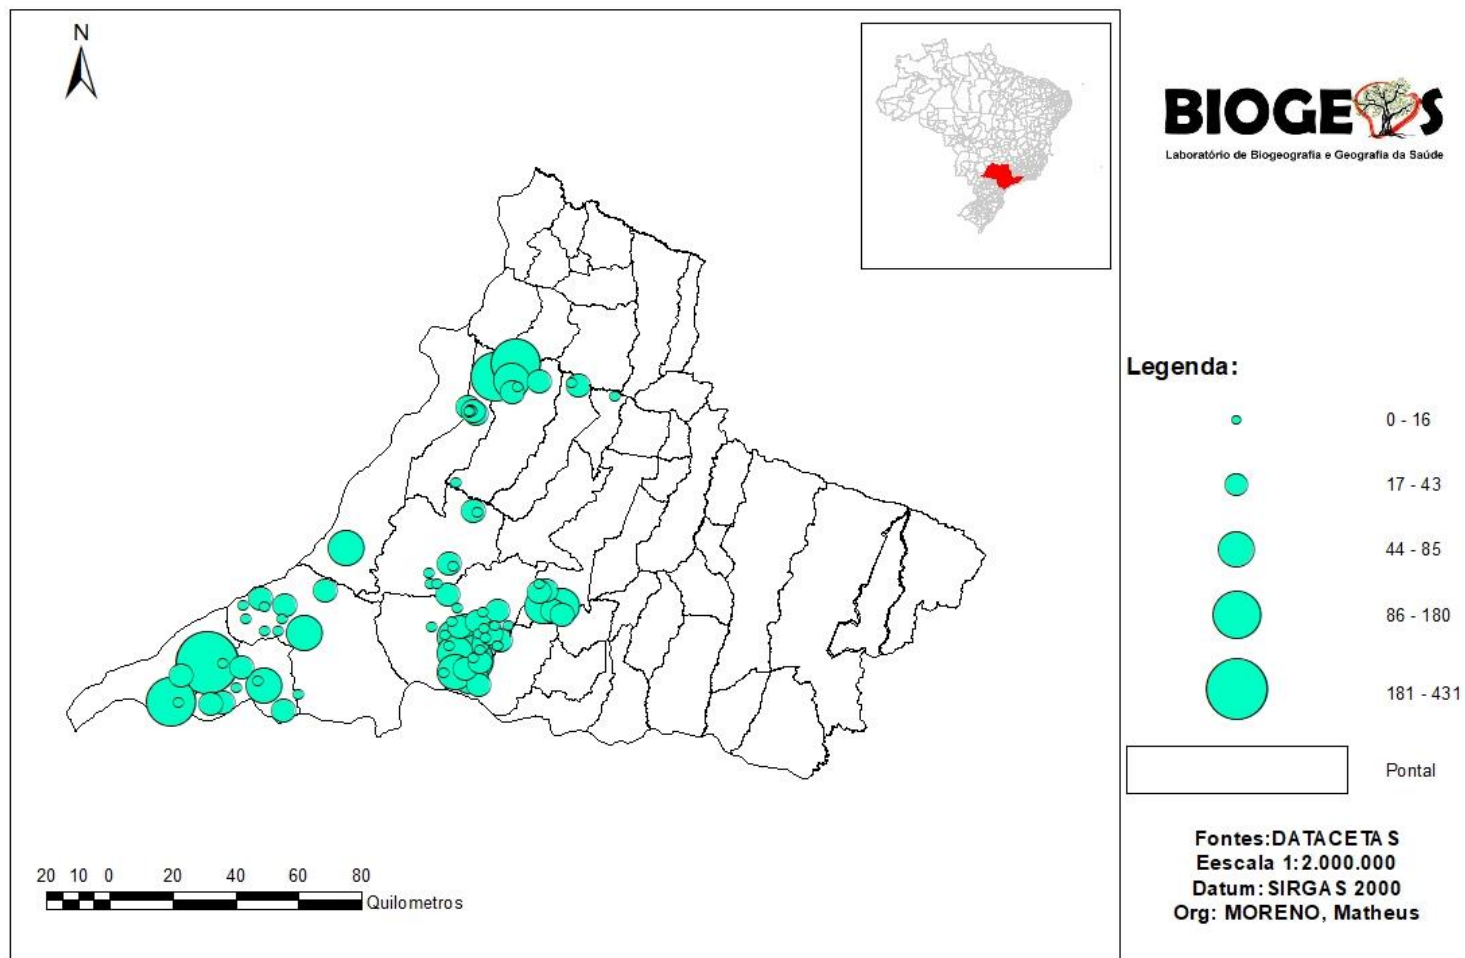 N
BIOGEOS
Laboratório de Biogeografia e Geografia da Saúde
Legenda:
0 - 16
17 - 43
44 - 85
86 - 180
181 - 431
Pontal
Fontes:DATACETAS
Eescala 1:2.000.000
Datum: SIRGAS 2000
Org: MORENO, Matheus
20 10 0 20 40 60 80
Quilometros